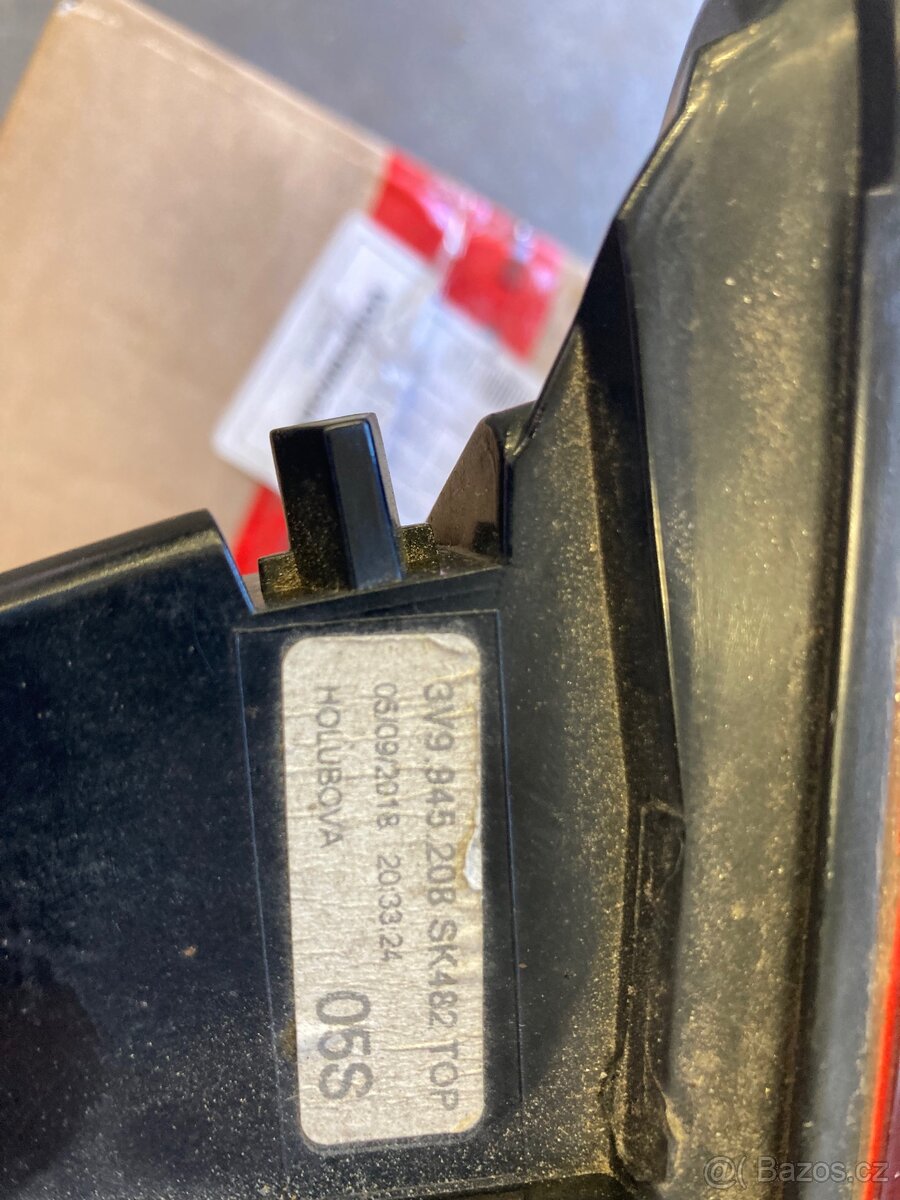 3V9.945.208 SK482 TOP
05/09/2018 20:33:24
HOLUBOVA 05S
@( Bazos.cz